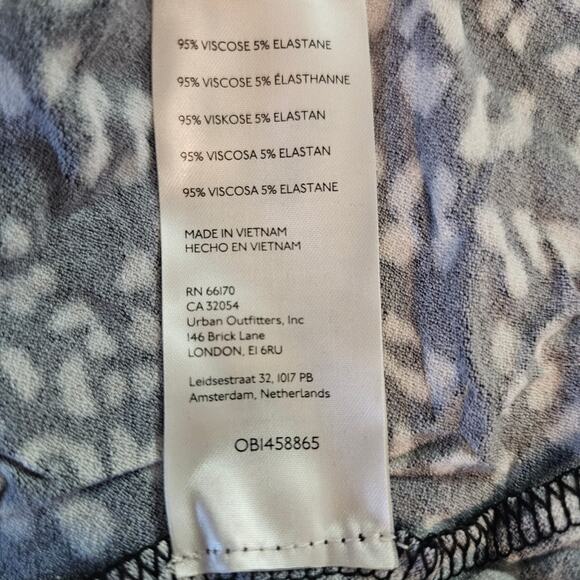 95% VISCOSE 5% ELASTANE
95% VISCOSE 5% ÉLASTHANNE
95% VISKOSE 5% ELASTAN
95% VISCOSA 5% ELASTAN
95% VISCOSA 5% ELASTANE
MADE IN VIETNAM
HECHO EN VIETNAM
RN 66170
CA 32054
Urban Outfitters, Inc
146 Brick Lane
LONDON, E1 6RU
Leidsestraat 32, 1017 PB
Amsterdam, Netherlands
OB1458865